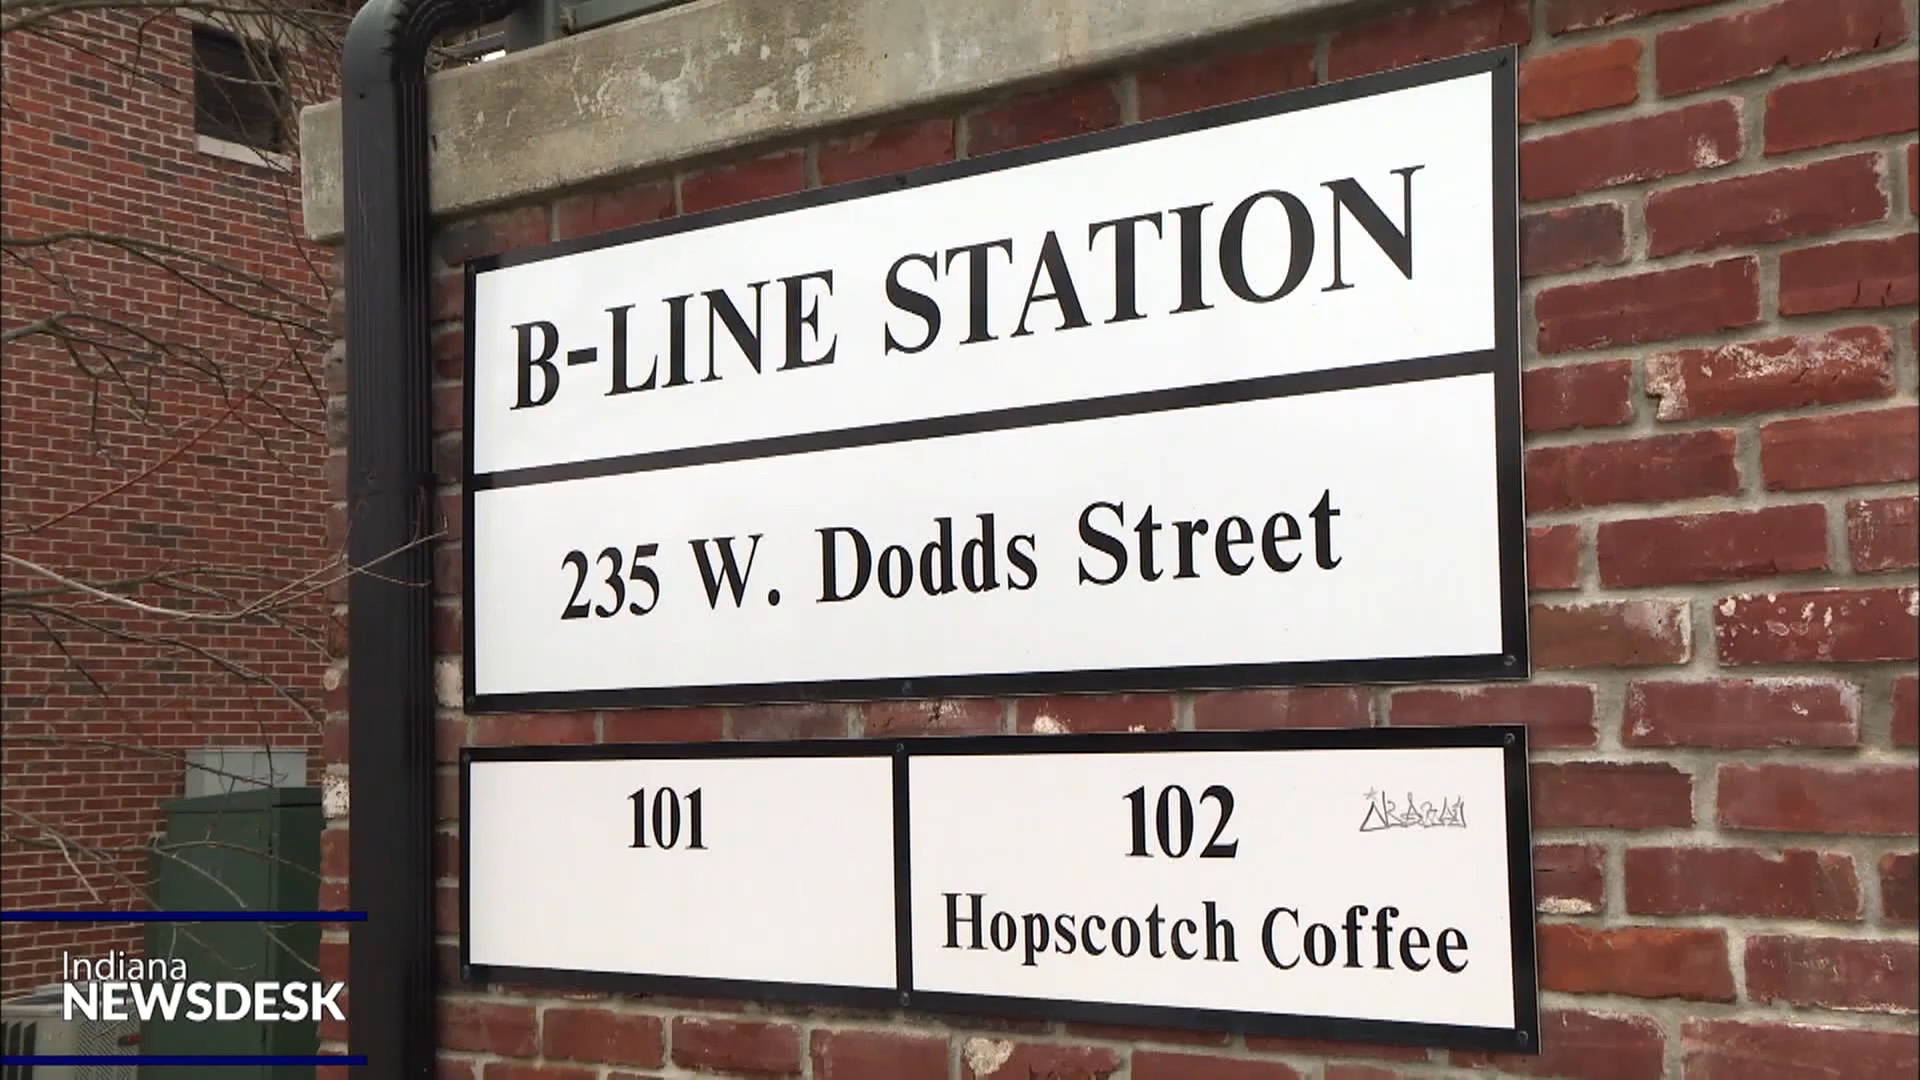 B-LINE STATION
235 W. Dodds Street
101
102
Hopscotch Coffee
Indiana
NEWSDESK